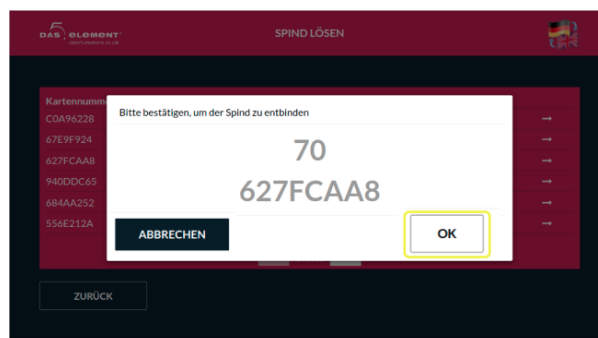 DAS 5 ELEMENT
SPIND LÖSEN
Kartennumme
C0A96228
67E9F924
627FCAA8
940DDC65
684AA252
556E212A
Bitte bestätigen, um der Spind zu entbinden
70
627FCAA8
ABBRECHEN
OK
ZURÜCK